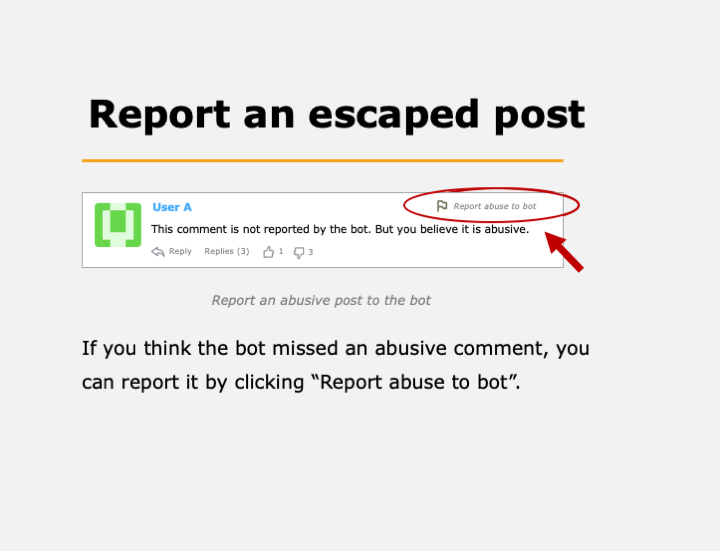 Report an escaped post
User A
Report abuse to bot
This comment is not reported by the bot. But you believe it is abusive.
Reply Replies (3) 1 3
Report an abusive post to the bot
If you think the bot missed an abusive comment, you
can report it by clicking “Report abuse to bot”.